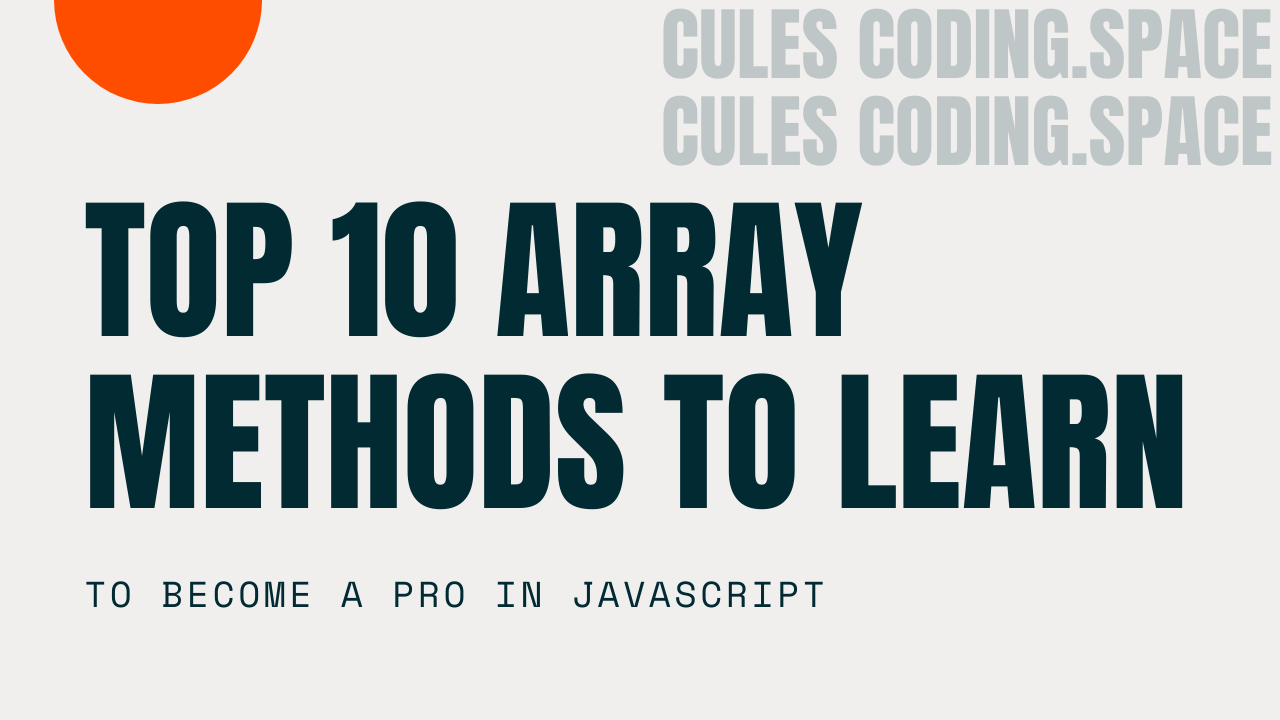 CULES CODING.SPACE
CULES CODING.SPACE
TOP 10 ARRAY
METHODS TO LEARN
TO BECOME A PRO IN JAVASCRIPT